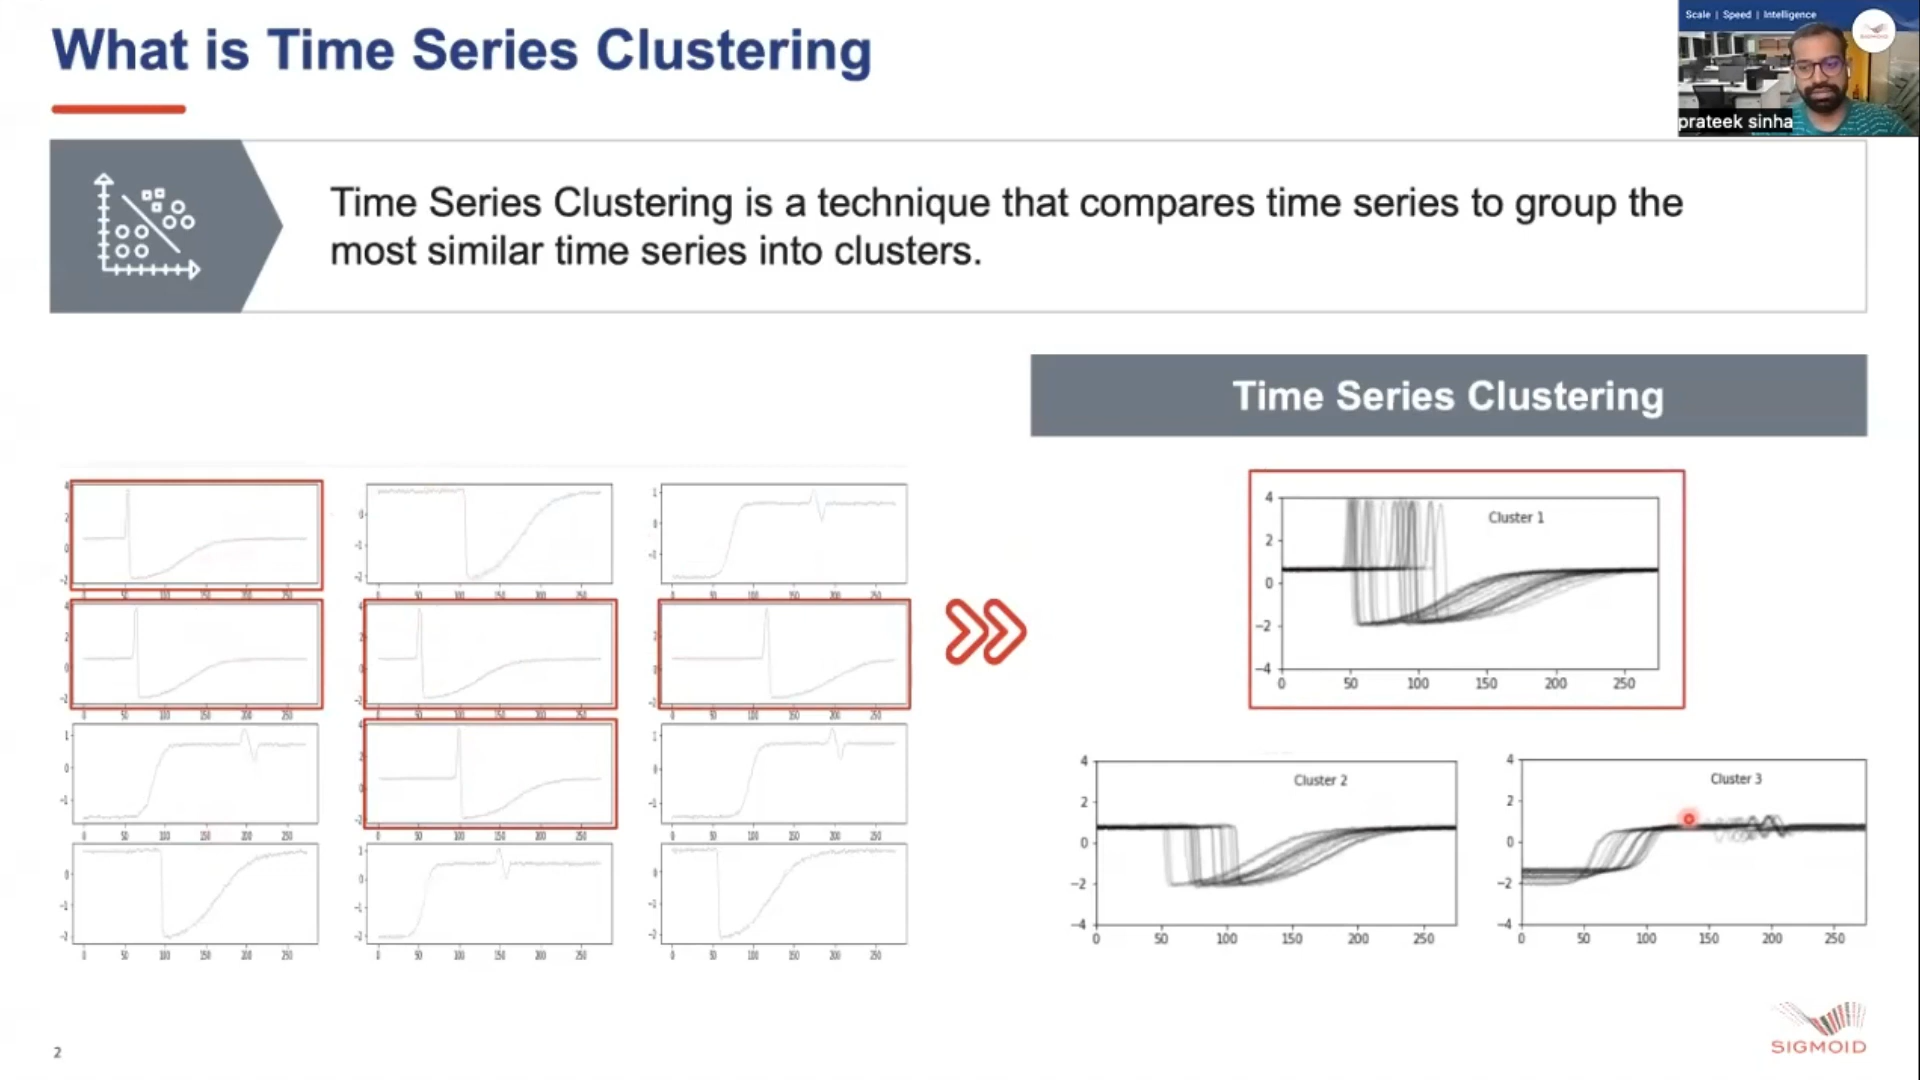 What is Time Series Clustering
Scale | Speed | Intelligence
SIGMOID
prateek sinha
Time Series Clustering is a technique that compares time series to group the
most similar time series into clusters.
Time Series Clustering
Cluster 1
4
2
0
−2
−4
0 50 100 150 200 250
Cluster 2
4
2
0
−2
−4
0 50 100 150 200 250
Cluster 3
4
2
0
−2
−4
0 50 100 150 200 250
2
SIGMOID